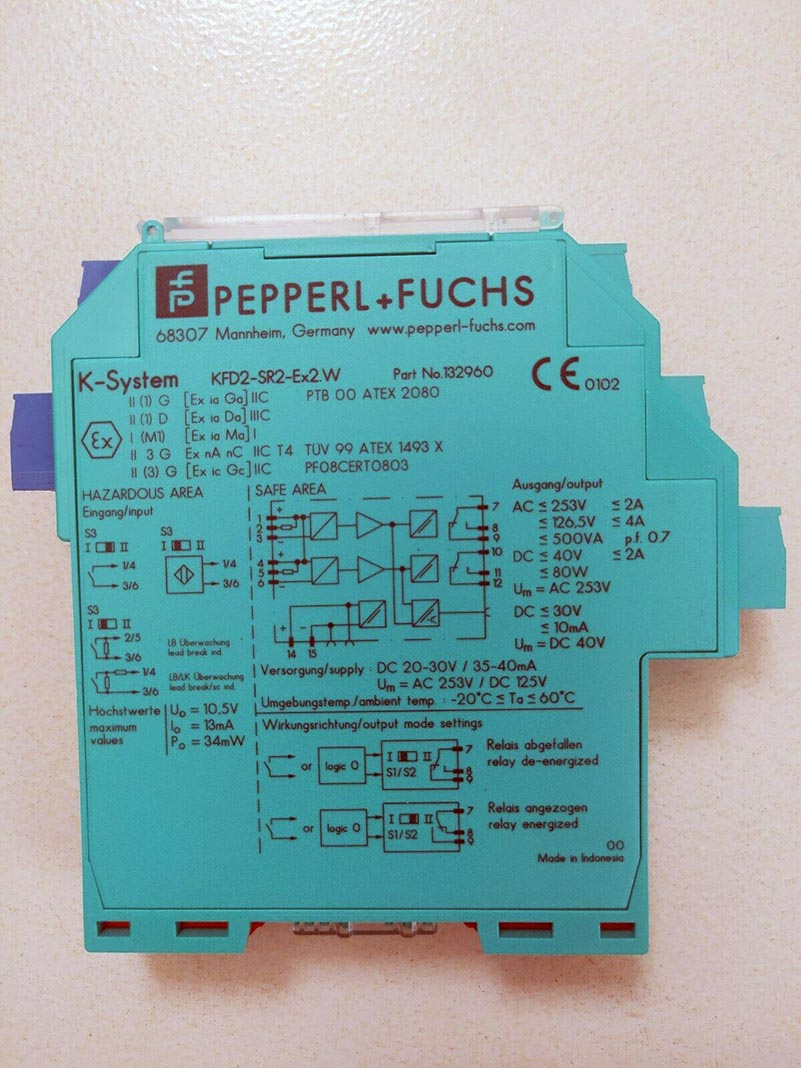 PEPPERL+FUCHS
68307 Mannheim, Germany www.pepperl-fuchs.com
K-System KFD2-SR2-Ex2.W Part No.132960
CE 0102
II (1) G [Ex ia Ga] IIC PTB 00 ATEX 2080
II (1) D [Ex ia Da] IIIC
Ex I (M1) [Ex ia Ma] I
II 3 G Ex nA nC IIC T4 TÜV 99 ATEX 1493 X
II (3) G [Ex ic Gc] IIC PF08CERT0803
HAZARDOUS AREA
Eingang/input
S3
I II
1/4
3/6
S3
I II
1/4
3/6
S3
I II
2/5
3/6
LB Überwachung
lead break ind.
1/4
3/6
LB/LK Überwachung
lead break/sc ind.
Höchstwerte
maximum
values
Uo = 10,5V
Io = 13mA
Po = 34mW
SAFE AREA
+
1
2
3
-
+
4
5
6
-
7
8
9
10
11
12
+ -
14 15
Ausgang/output
AC ≤ 253V ≤ 2A
≤ 126,5V ≤ 4A
≤ 500VA p.f. 0.7
DC ≤ 40V ≤ 2A
≤ 80W
Um = AC 253V
DC ≤ 30V
≤ 10mA
Um = DC 40V
Versorgung/supply : DC 20-30V / 35-40mA
Um = AC 253V / DC 125V
Umgebungstemp./ambient temp. : -20°C ≤ Ta ≤ 60°C
Wirkungsrichtung/output mode settings
or
logic 0
I II
S1/S2
7
8
9
Relais abgefallen
relay de-energized
or
logic 0
I II
S1/S2
7
8
9
Relais angezogen
relay energized
00
Made in Indonesia